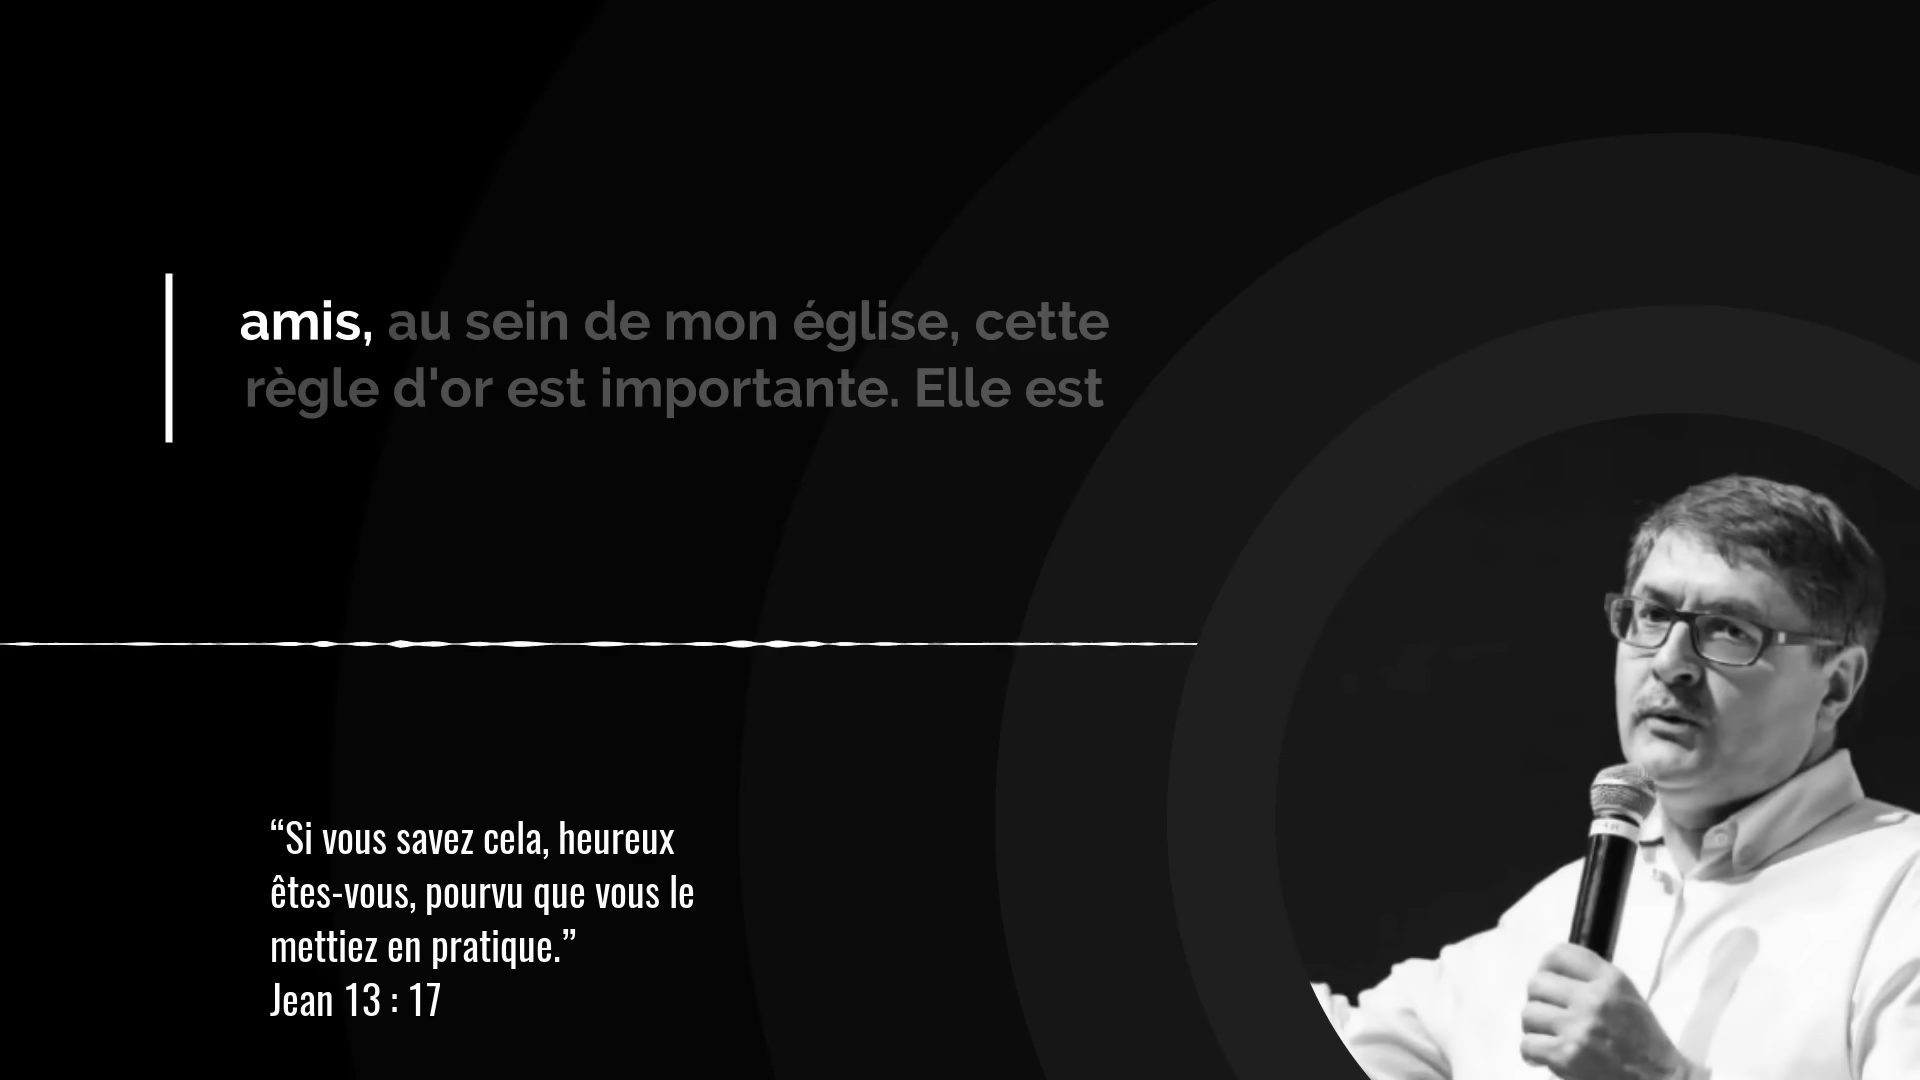 amis, au sein de mon église, cette
règle d'or est importante. Elle est
“Si vous savez cela, heureux
êtes-vous, pourvu que vous le
mettiez en pratique.”
Jean 13 : 17